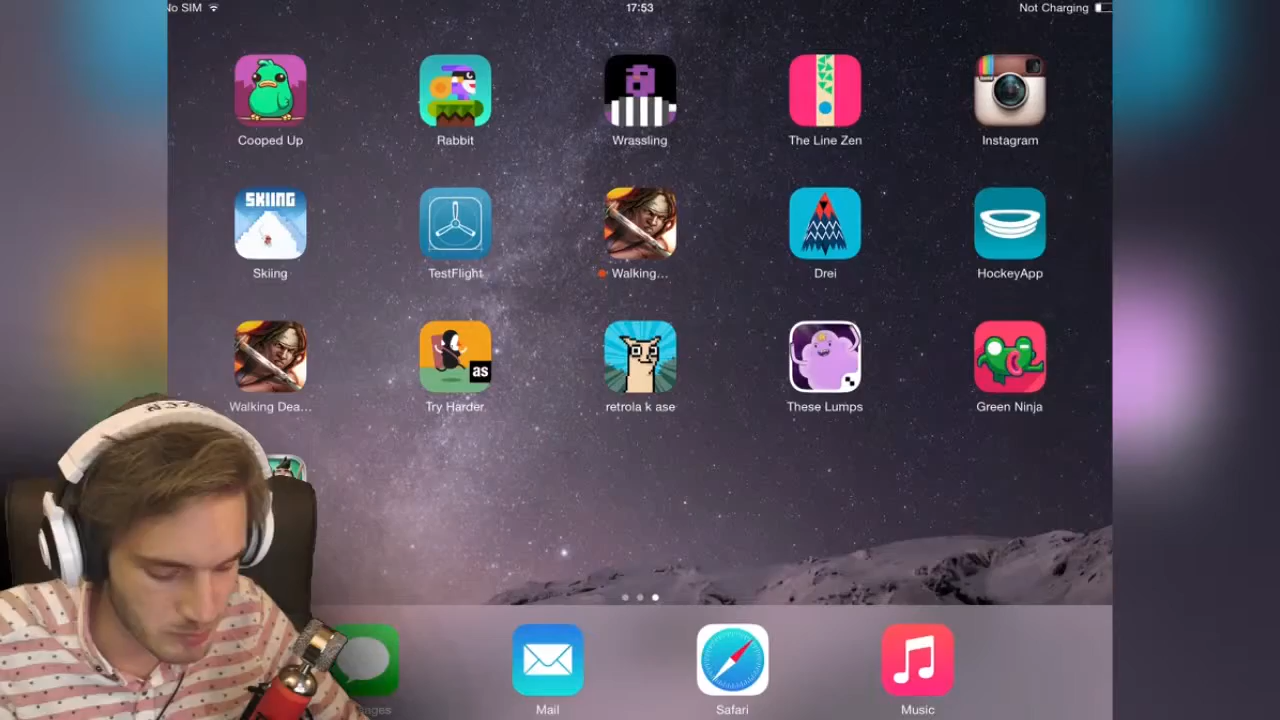 No SIM
17:53
Not Charging
Cooped Up
Rabbit
Wrassling
The Line Zen
Instagram
SKIING
Skiing
TestFlight
Walking...
Drei
HockeyApp
as
Walking Dea...
Try Harder
retrola k ase
These Lumps
Green Ninja
Mail
Safari
Music